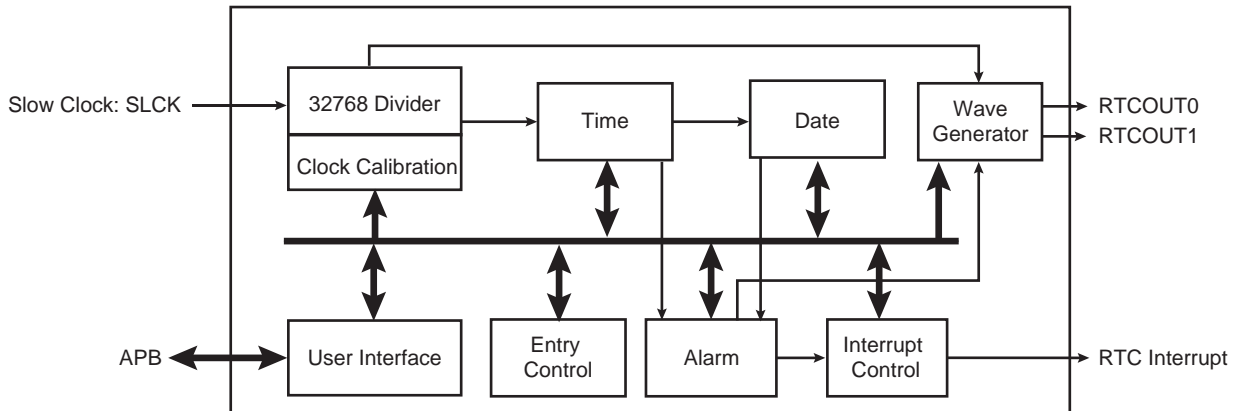 Slow Clock: SLCK
32768 Divider
Clock Calibration
Time
Date
Wave
Generator
RTCOUT0
RTCOUT1
APB
User Interface
Entry
Control
Alarm
Interrupt
Control
RTC Interrupt